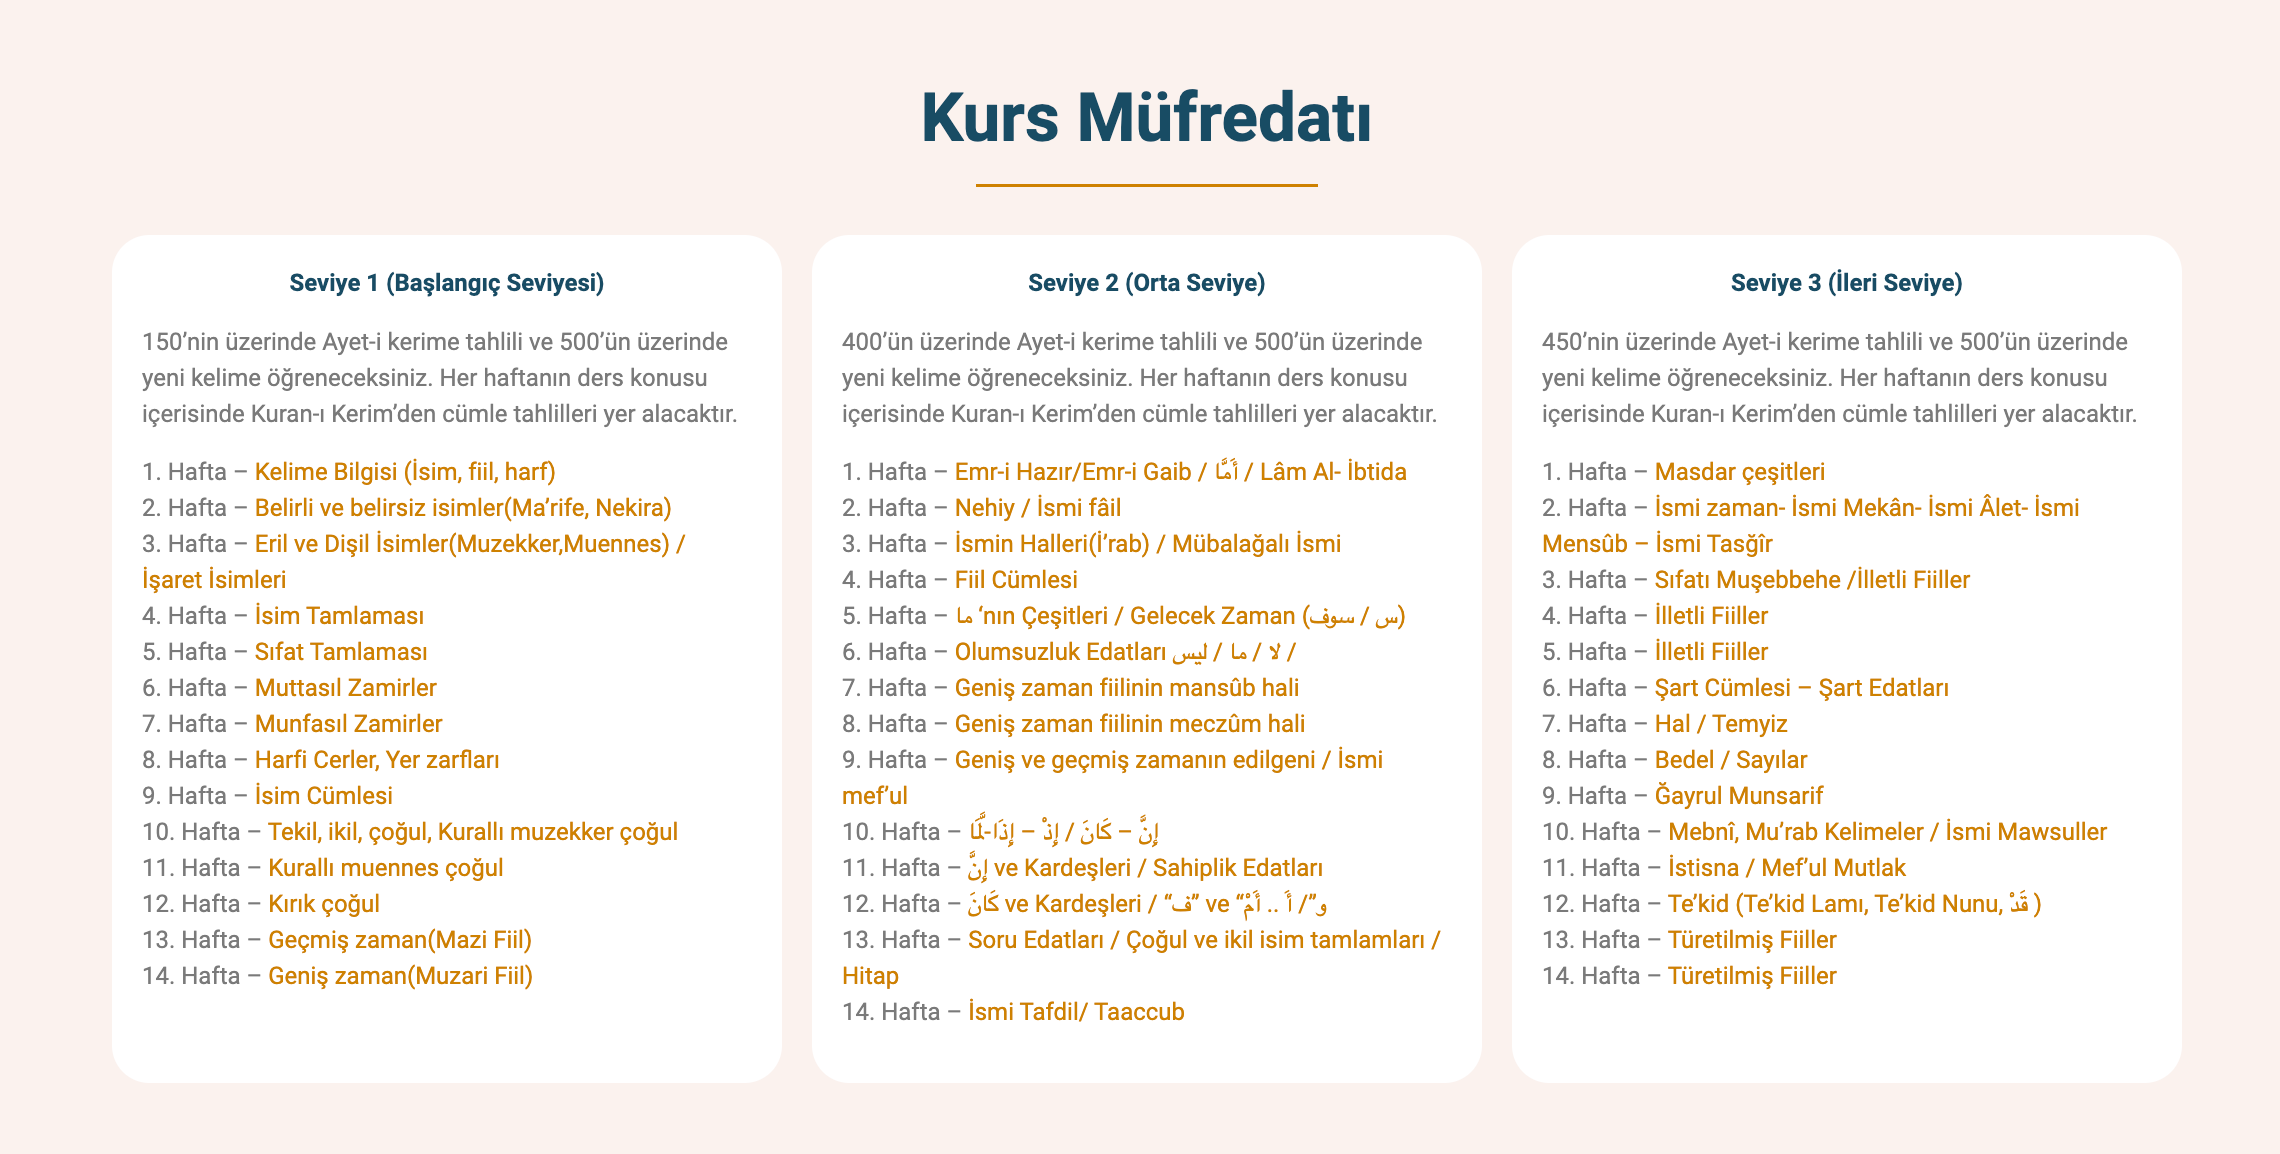 Kurs Müfredatı
Seviye 1 (Başlangıç Seviyesi)
150’nin üzerinde Ayet-i kerime tahlili ve 500’ün üzerinde
yeni kelime öğreneceksiniz. Her haftanın ders konusu
içerisinde Kuran-ı Kerim’den cümle tahlilleri yer alacaktır.
1. Hafta – Kelime Bilgisi (İsim, fiil, harf)
2. Hafta – Belirli ve belirsiz isimler(Ma’rife, Nekira)
3. Hafta – Eril ve Dişil İsimler(Muzekker,Muennes) /
İşaret İsimleri
4. Hafta – İsim Tamlaması
5. Hafta – Sıfat Tamlaması
6. Hafta – Muttasıl Zamirler
7. Hafta – Munfasıl Zamirler
8. Hafta – Harfi Cerler, Yer zarfları
9. Hafta – İsim Cümlesi
10. Hafta – Tekil, ikil, çoğul, Kurallı muzekker çoğul
11. Hafta – Kurallı muennes çoğul
12. Hafta – Kırık çoğul
13. Hafta – Geçmiş zaman(Mazi Fiil)
14. Hafta – Geniş zaman(Muzari Fiil)
Seviye 2 (Orta Seviye)
400’ün üzerinde Ayet-i kerime tahlili ve 500’ün üzerinde
yeni kelime öğreneceksiniz. Her haftanın ders konusu
içerisinde Kuran-ı Kerim’den cümle tahlilleri yer alacaktır.
1. Hafta – Emr-i Hazır/Emr-i Gaib / أَمَّا / Lâm Al- İbtida
2. Hafta – Nehiy / İsmi fâil
3. Hafta – İsmin Halleri(İ’rab) / Mübalağalı İsmi
4. Hafta – Fiil Cümlesi
5. Hafta – ما ‘nın Çeşitleri / Gelecek Zaman (س / سوف)
6. Hafta – Olumsuzluk Edatları لا / ما / ليس /
7. Hafta – Geniş zaman fiilinin mansûb hali
8. Hafta – Geniş zaman fiilinin meczûm hali
9. Hafta – Geniş ve geçmiş zamanın edilgeni / İsmi
mef’ul
10. Hafta – إِنَّ – كَانَ / إِذْ – إِذَا-لَّمَا
11. Hafta – إِنَّ ve Kardeşleri / Sahiplik Edatları
12. Hafta – كَانَ ve Kardeşleri / “ف” ve “و”/ أَ .. أَمْ
13. Hafta – Soru Edatları / Çoğul ve ikil isim tamlamları /
Hitap
14. Hafta – İsmi Tafdil/ Taaccub
Seviye 3 (İleri Seviye)
450’nin üzerinde Ayet-i kerime tahlili ve 500’ün üzerinde
yeni kelime öğreneceksiniz. Her haftanın ders konusu
içerisinde Kuran-ı Kerim’den cümle tahlilleri yer alacaktır.
1. Hafta – Masdar çeşitleri
2. Hafta – İsmi zaman- İsmi Mekân- İsmi Âlet- İsmi
Mensûb – İsmi Tasğîr
3. Hafta – Sıfatı Muşebbehe /İlletli Fiiller
4. Hafta – İlletli Fiiller
5. Hafta – İlletli Fiiller
6. Hafta – Şart Cümlesi – Şart Edatları
7. Hafta – Hal / Temyiz
8. Hafta – Bedel / Sayılar
9. Hafta – Ğayrul Munsarif
10. Hafta – Mebnî, Mu’rab Kelimeler / İsmi Mawsuller
11. Hafta – İstisna / Mef’ul Mutlak
12. Hafta – Te’kid (Te’kid Lamı, Te’kid Nunu, قَدْ )
13. Hafta – Türetilmiş Fiiller
14. Hafta – Türetilmiş Fiiller